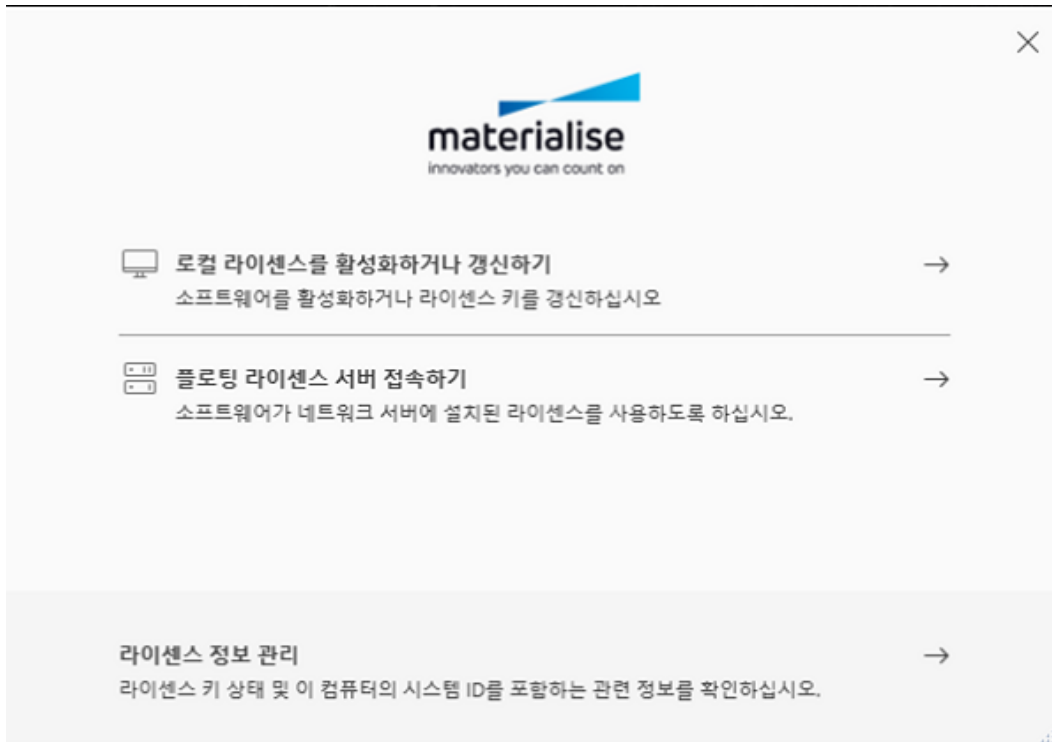 materialise
innovators you can count on
로컬 라이센스를 활성화하거나 갱신하기
소프트웨어를 활성화하거나 라이센스 키를 갱신하십시오
플로팅 라이센스 서버 접속하기
소프트웨어가 네트워크 서버에 설치된 라이센스를 사용하도록 하십시오.
라이센스 정보 관리
라이센스 키 상태 및 이 컴퓨터의 시스템 ID를 포함하는 관련 정보를 확인하십시오.